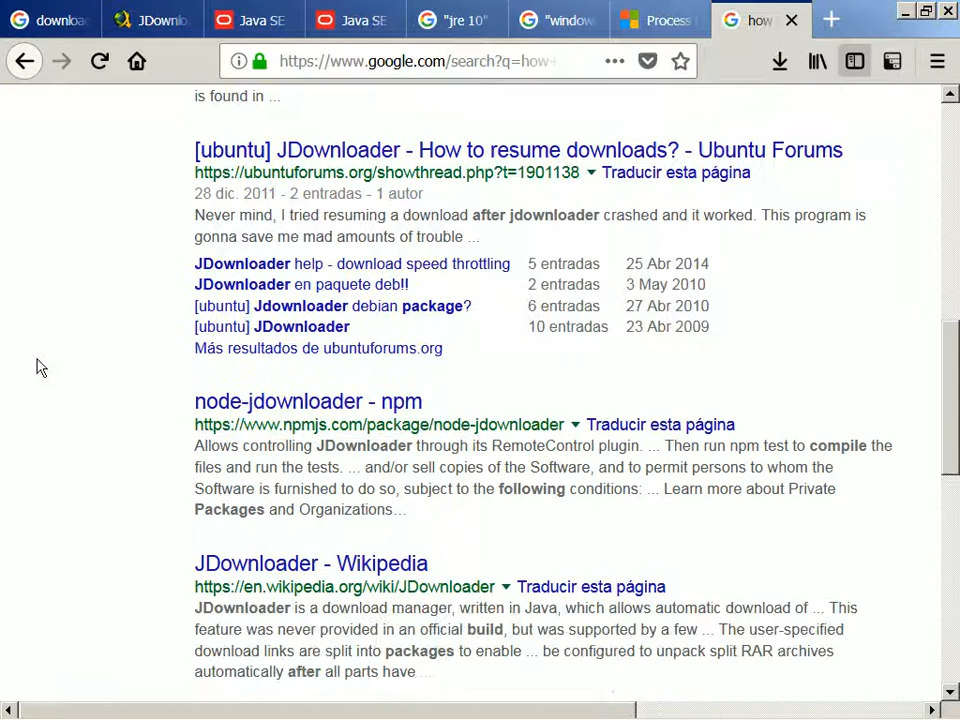 downloa
JDownlo
Java SE
Java SE
"jre 10"
"window
Process
how
https://www.google.com/search?q=how-
is found in ...
[ubuntu] JDownloader - How to resume downloads? - Ubuntu Forums
https://ubuntuforums.org/showthread.php?t=1901138 Traducir esta página
28 dic. 2011 - 2 entradas - 1 autor
Never mind, I tried resuming a download after jdownloader crashed and it worked. This program is
gonna save me mad amounts of trouble ...
JDownloader help - download speed throttling 5 entradas 25 Abr 2014
JDownloader en paquete deb!! 2 entradas 3 May 2010
[ubuntu] Jdownloader debian package? 6 entradas 27 Abr 2010
[ubuntu] JDownloader 10 entradas 23 Abr 2009
Más resultados de ubuntuforums.org
node-jdownloader - npm
https://www.npmjs.com/package/node-jdownloader Traducir esta página
Allows controlling JDownloader through its RemoteControl plugin. ... Then run npm test to compile the
files and run the tests. ... and/or sell copies of the Software, and to permit persons to whom the
Software is furnished to do so, subject to the following conditions: ... Learn more about Private
Packages and Organizations...
JDownloader - Wikipedia
https://en.wikipedia.org/wiki/JDownloader Traducir esta página
JDownloader is a download manager, written in Java, which allows automatic download of ... This
feature was never provided in an official build, but was supported by a few ... The user-specified
download links are split into packages to enable ... be configured to unpack split RAR archives
automatically after all parts have ...